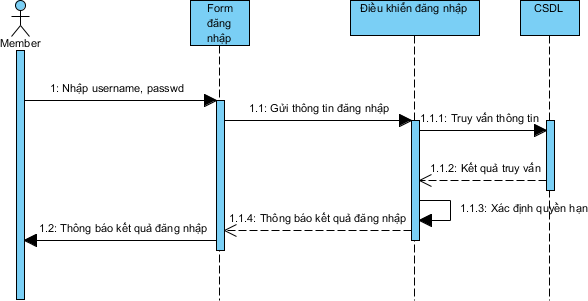 Form
đăng
nhập
Điều khiển đăng nhập
CSDL
Member
1: Nhập username, passwd
1.1: Gửi thông tin đăng nhập
1.1.1: Truy vấn thông tin
1.1.2: Kết quả truy vấn
1.1.3: Xác định quyền hạn
1.1.4: Thông báo kết quả đăng nhập
1.2: Thông báo kết quả đăng nhập